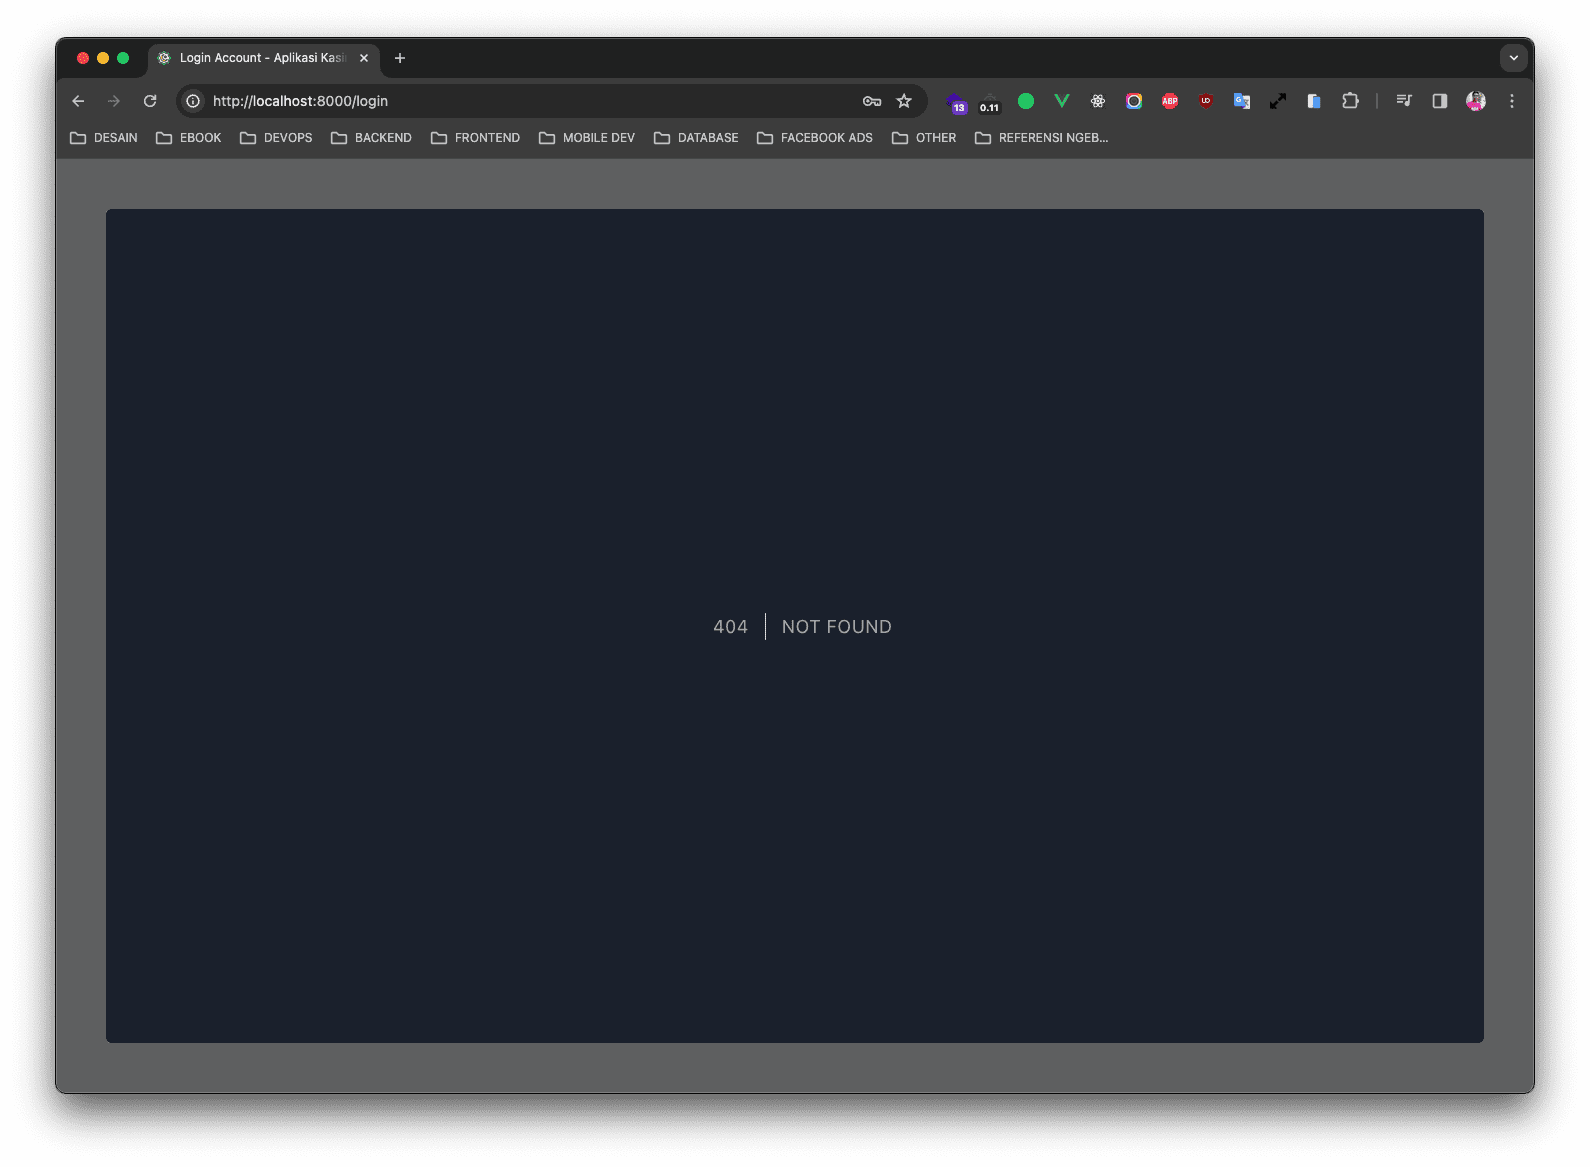 Login Account - Aplikasi Kasi
http://localhost:8000/login
13
0.11
ABP
UO
G
DESAIN
EBOOK
DEVOPS
BACKEND
FRONTEND
MOBILE DEV
DATABASE
FACEBOOK ADS
OTHER
REFERENSI NGEB...
404
NOT FOUND